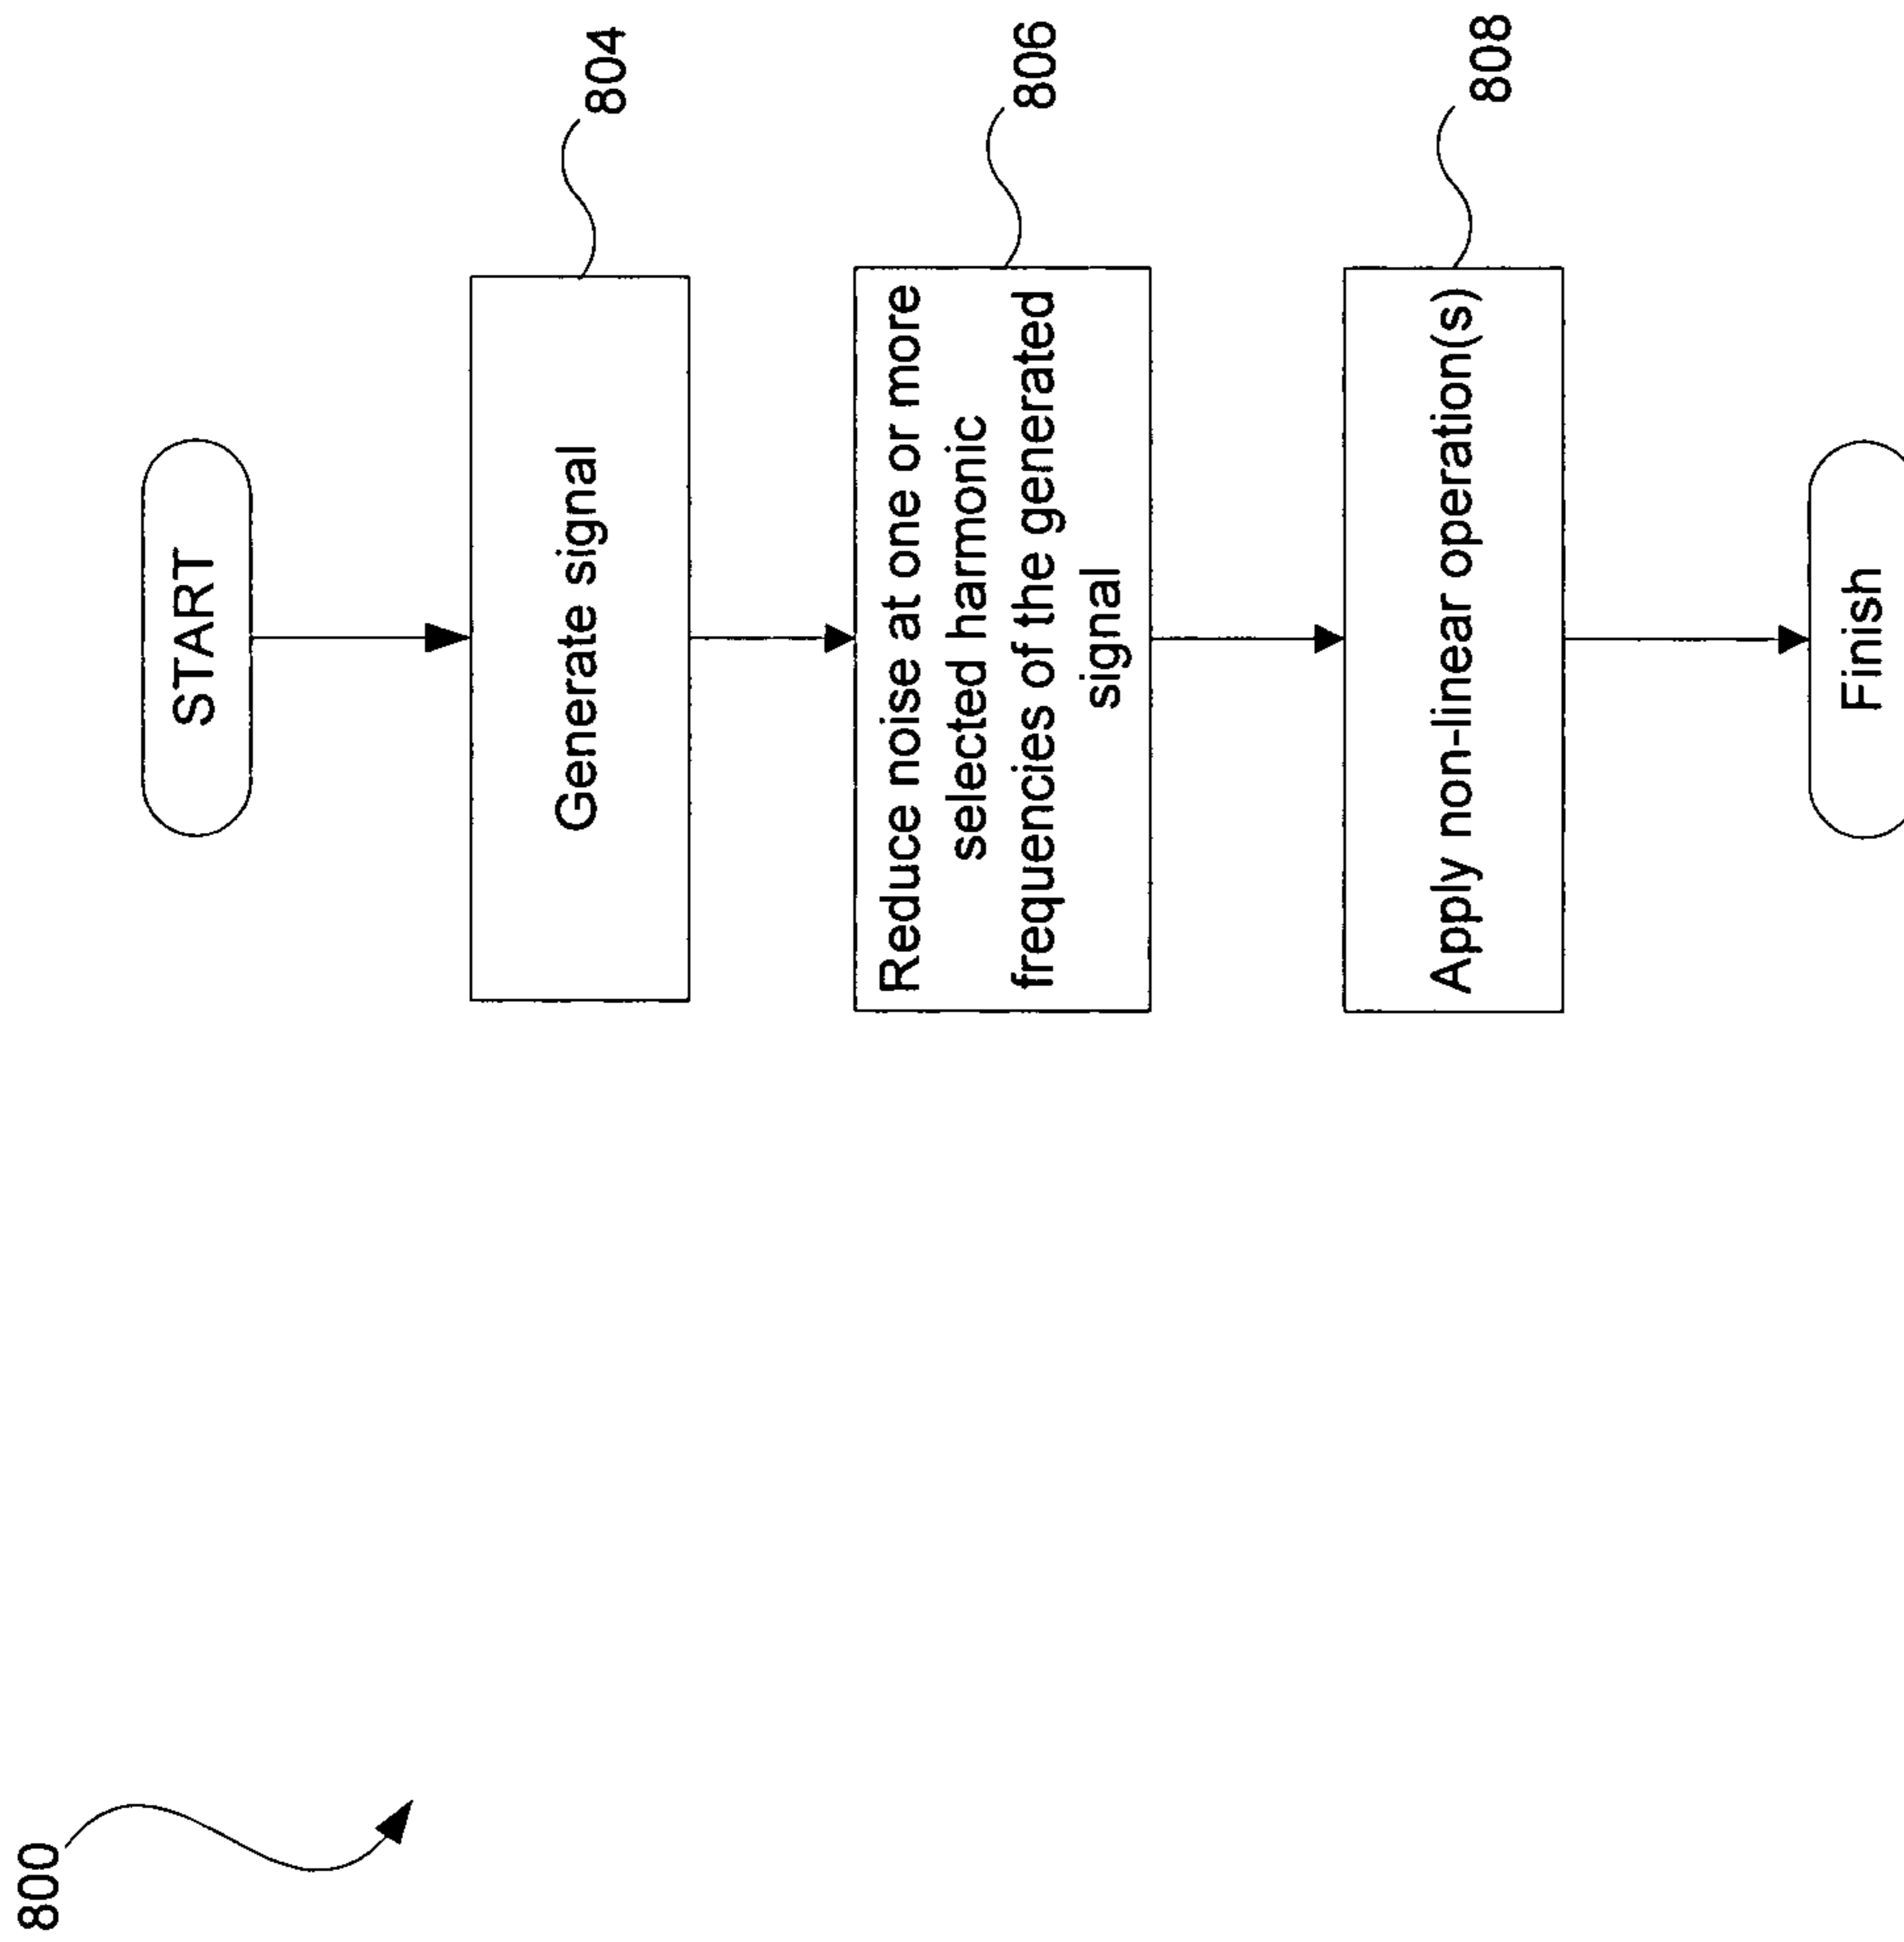 800
START
Generate signal
804
Reduce noise at one or more
selected harmonic
frequencies of the generated
signal
806
Apply non-linear operation(s)
808
Finish